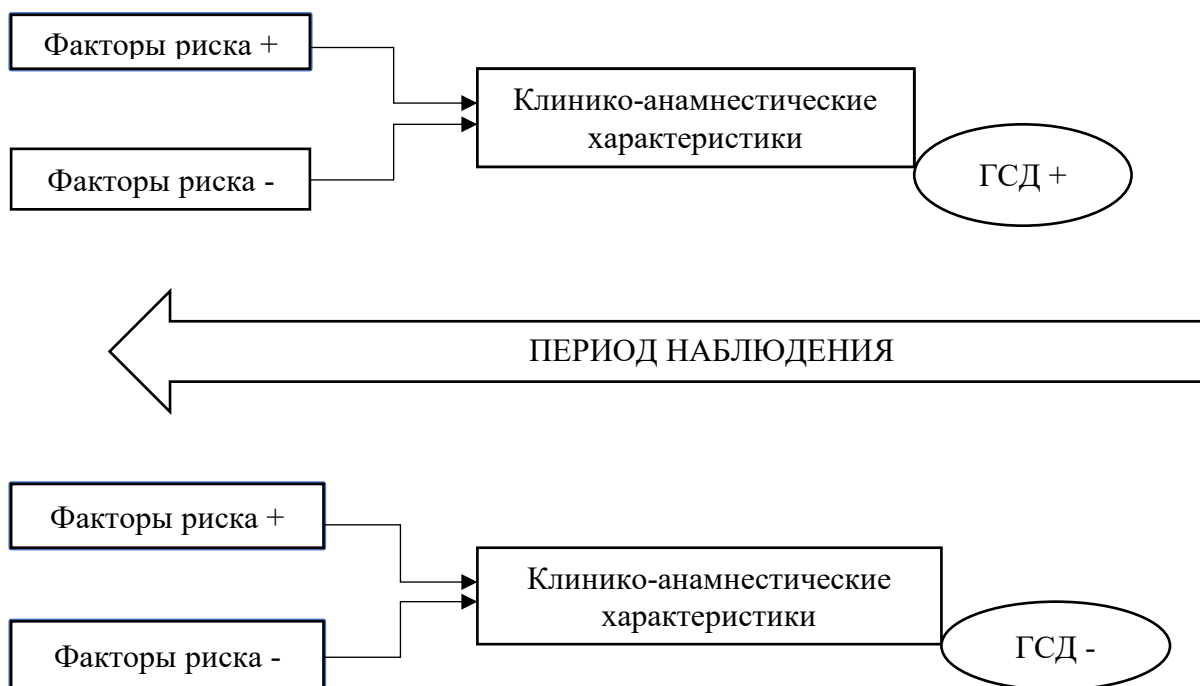 Факторы риска +
Клинико-анамнестические
характеристики
Факторы риска -
ГСД +
ПЕРИОД НАБЛЮДЕНИЯ
Факторы риска +
Клинико-анамнестические
характеристики
Факторы риска -
ГСД -